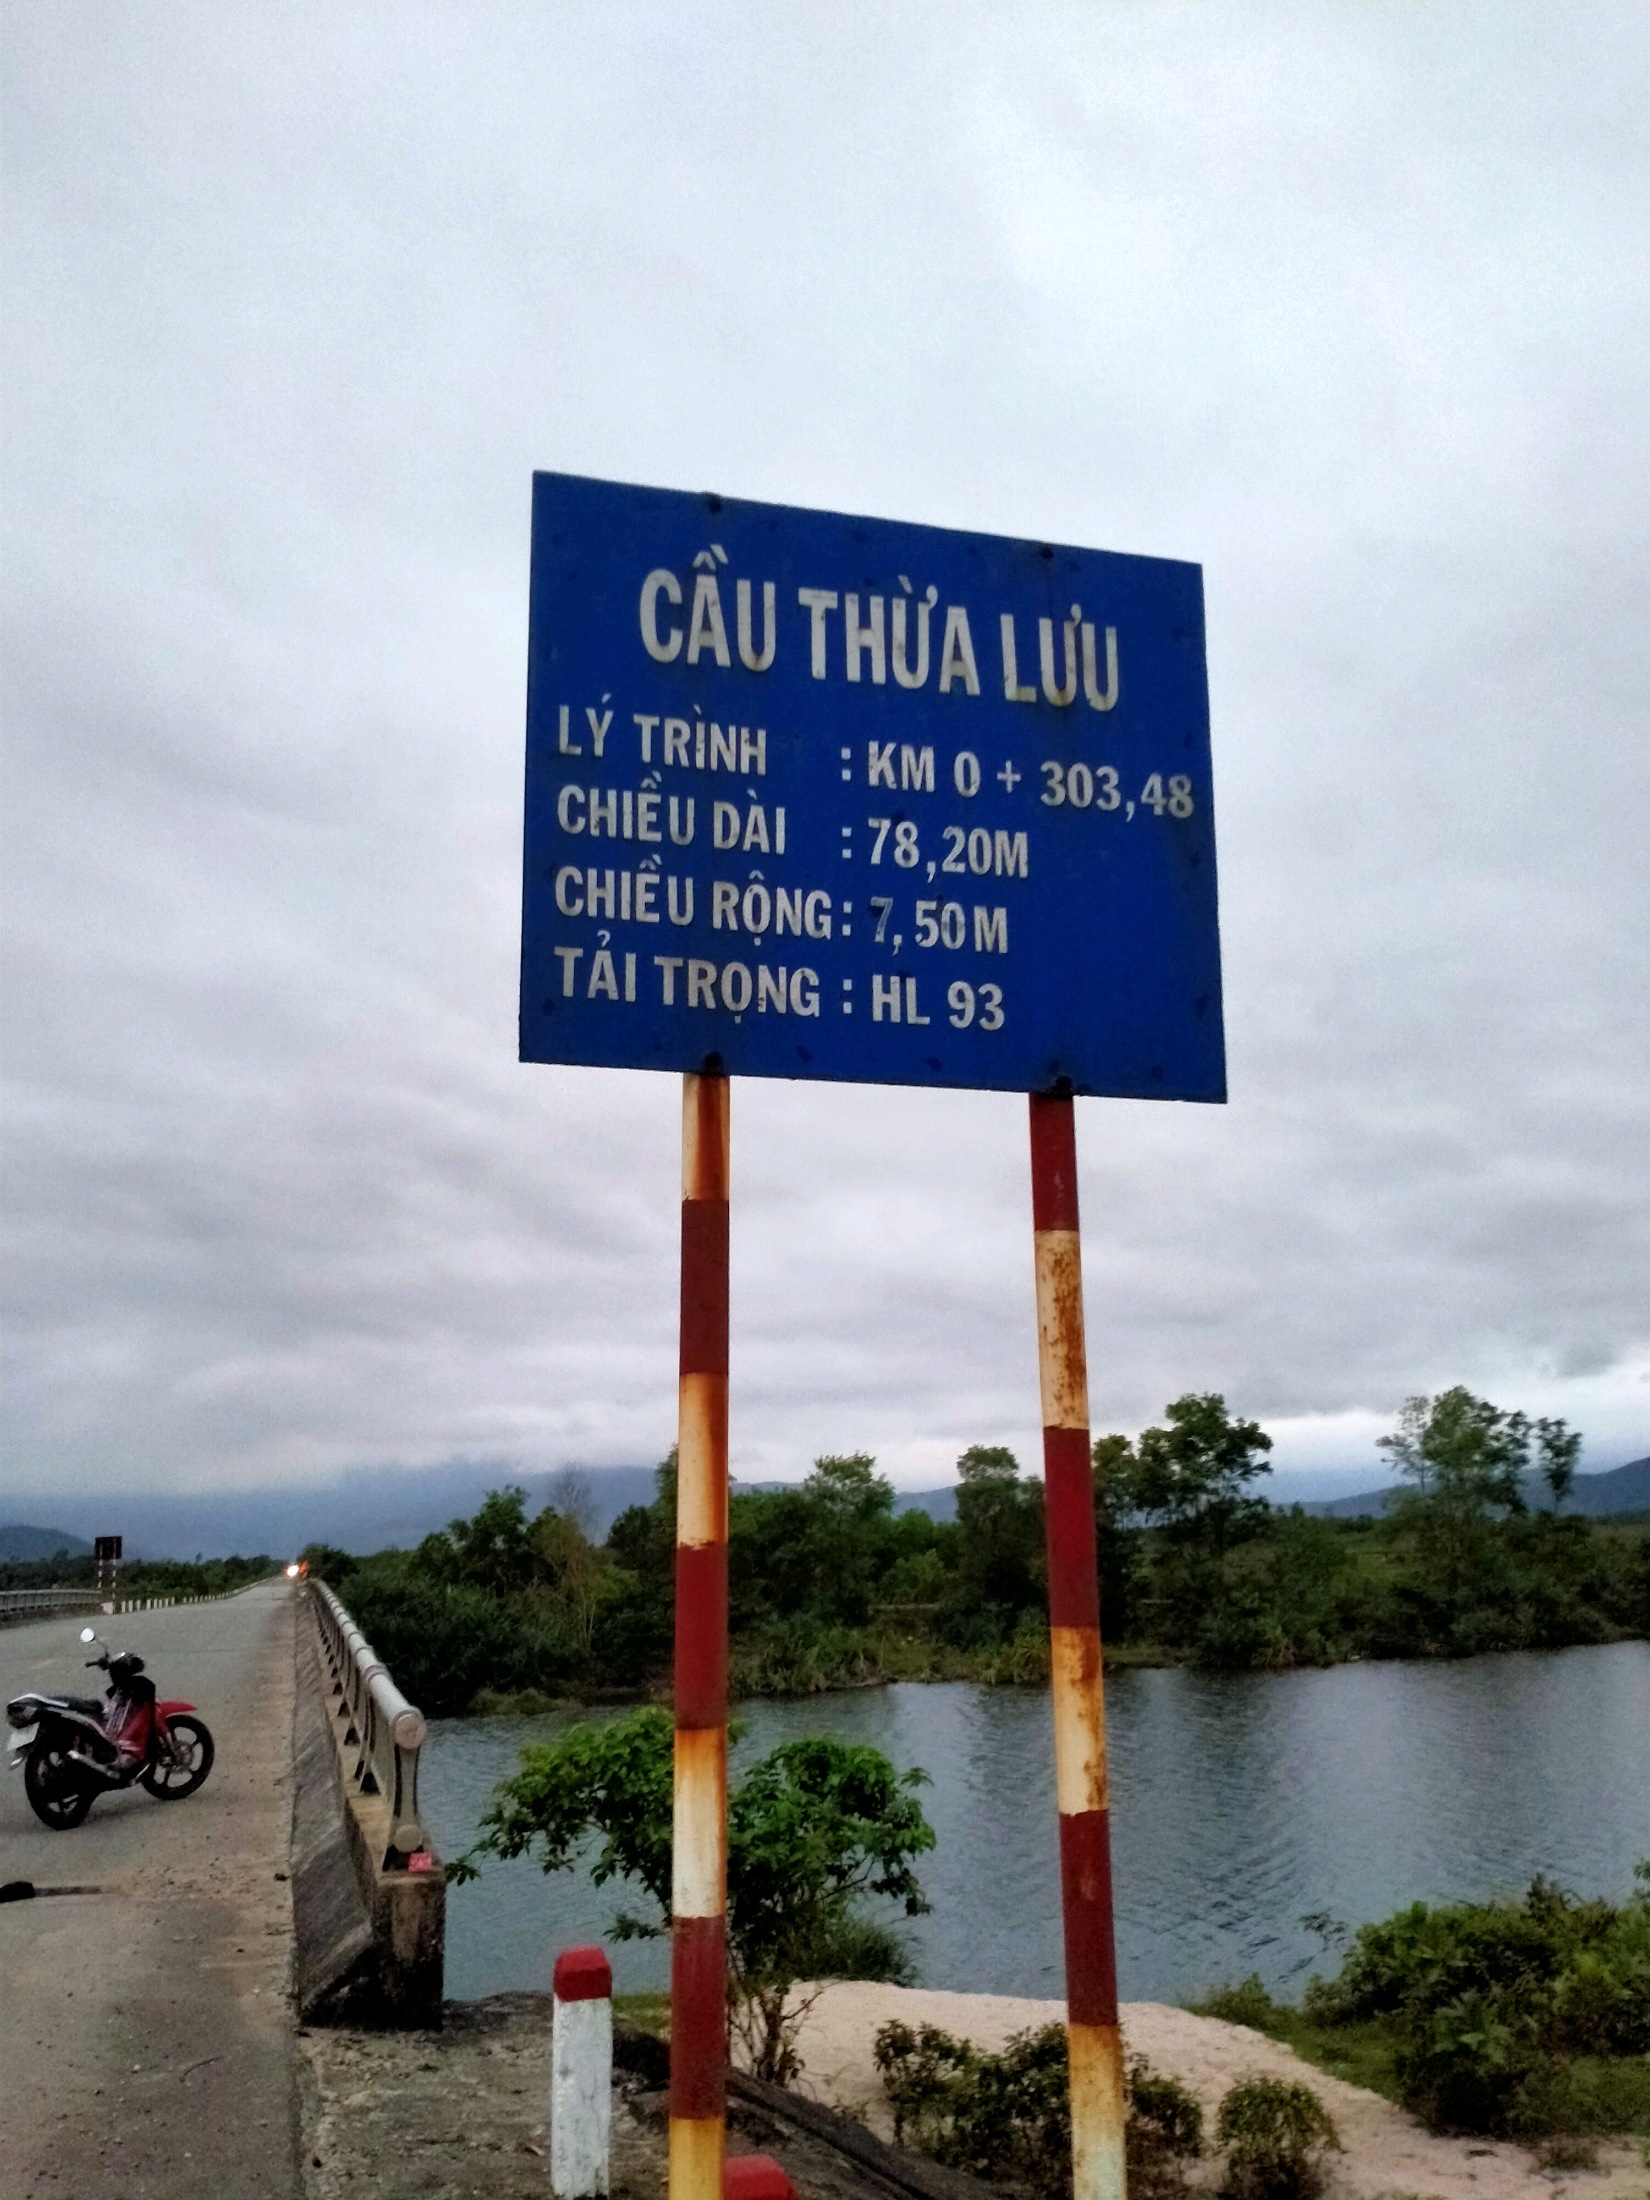 CẦU THỪA LƯU
LÝ TRÌNH : KM 0 + 303,48
CHIỀU DÀI : 78,20M
CHIỀU RỘNG : 7,50M
TẢI TRỌNG : HL 93